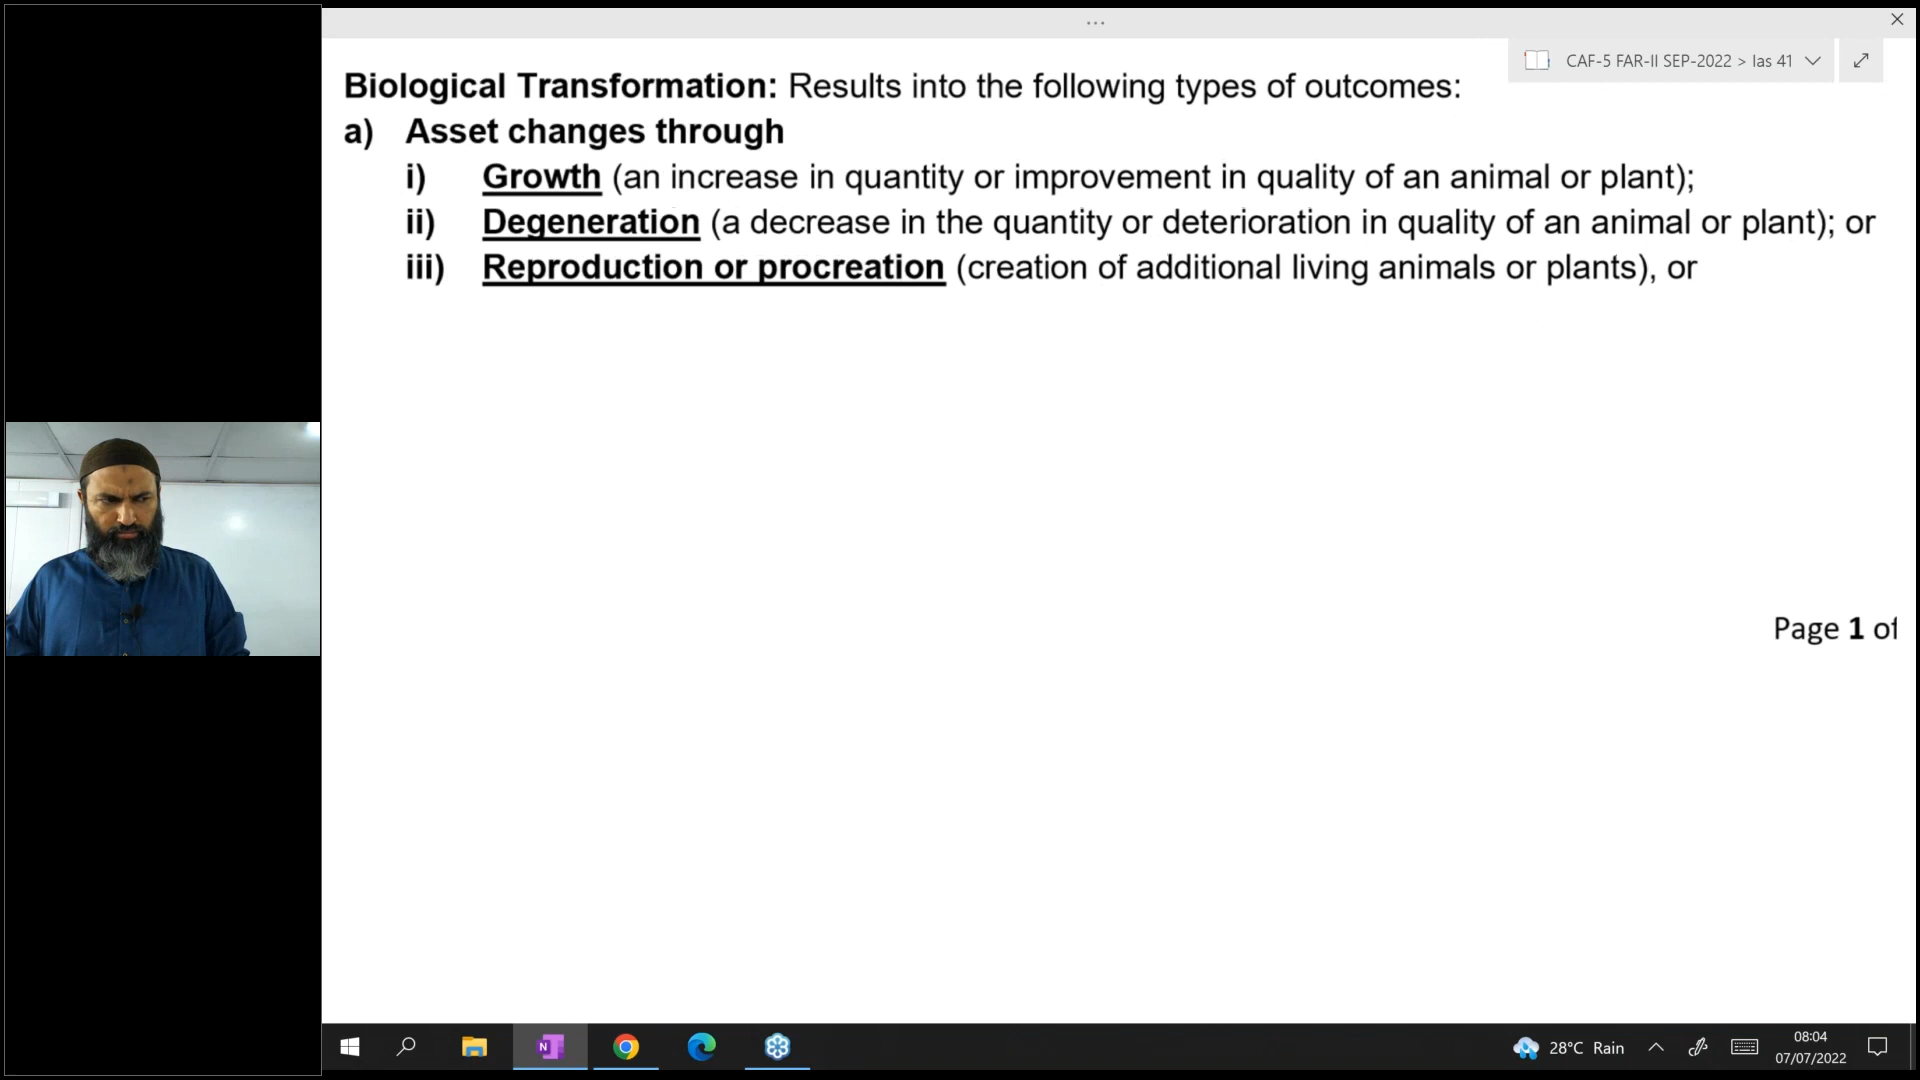 CAF-5 FAR-II SEP-2022 > Ias 41
Biological Transformation: Results into the following types of outcomes:
a) Asset changes through
i) Growth (an increase in quantity or improvement in quality of an animal or plant);
ii) Degeneration (a decrease in the quantity or deterioration in quality of an animal or plant); or
iii) Reproduction or procreation (creation of additional living animals or plants), or
Page 1 of
28°C Rain
08:04
07/07/2022